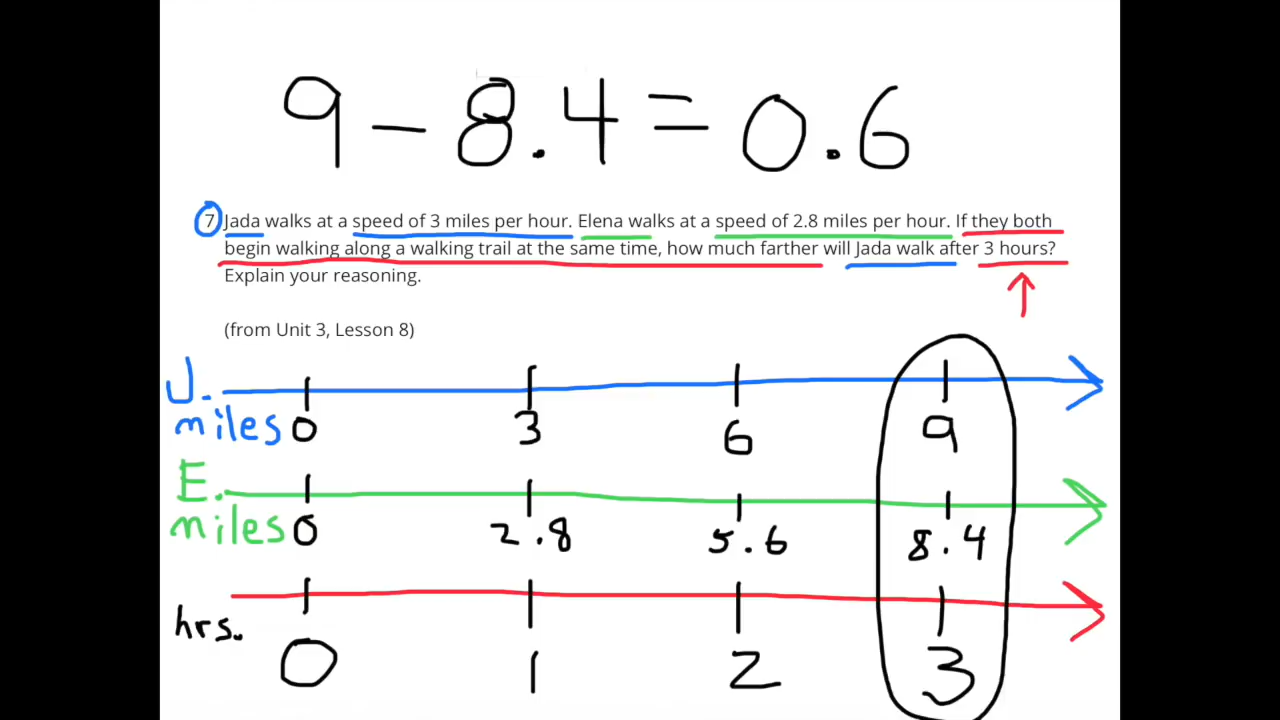 9 - 8.4 = 0.6
7 Jada walks at a speed of 3 miles per hour. Elena walks at a speed of 2.8 miles per hour. If they both
begin walking along a walking trail at the same time, how much farther will Jada walk after 3 hours?
Explain your reasoning.
(from Unit 3, Lesson 8)
J.
miles 0 3 6 9
E.
miles 0 2.8 5.6 8.4
hrs.
0 1 2 3